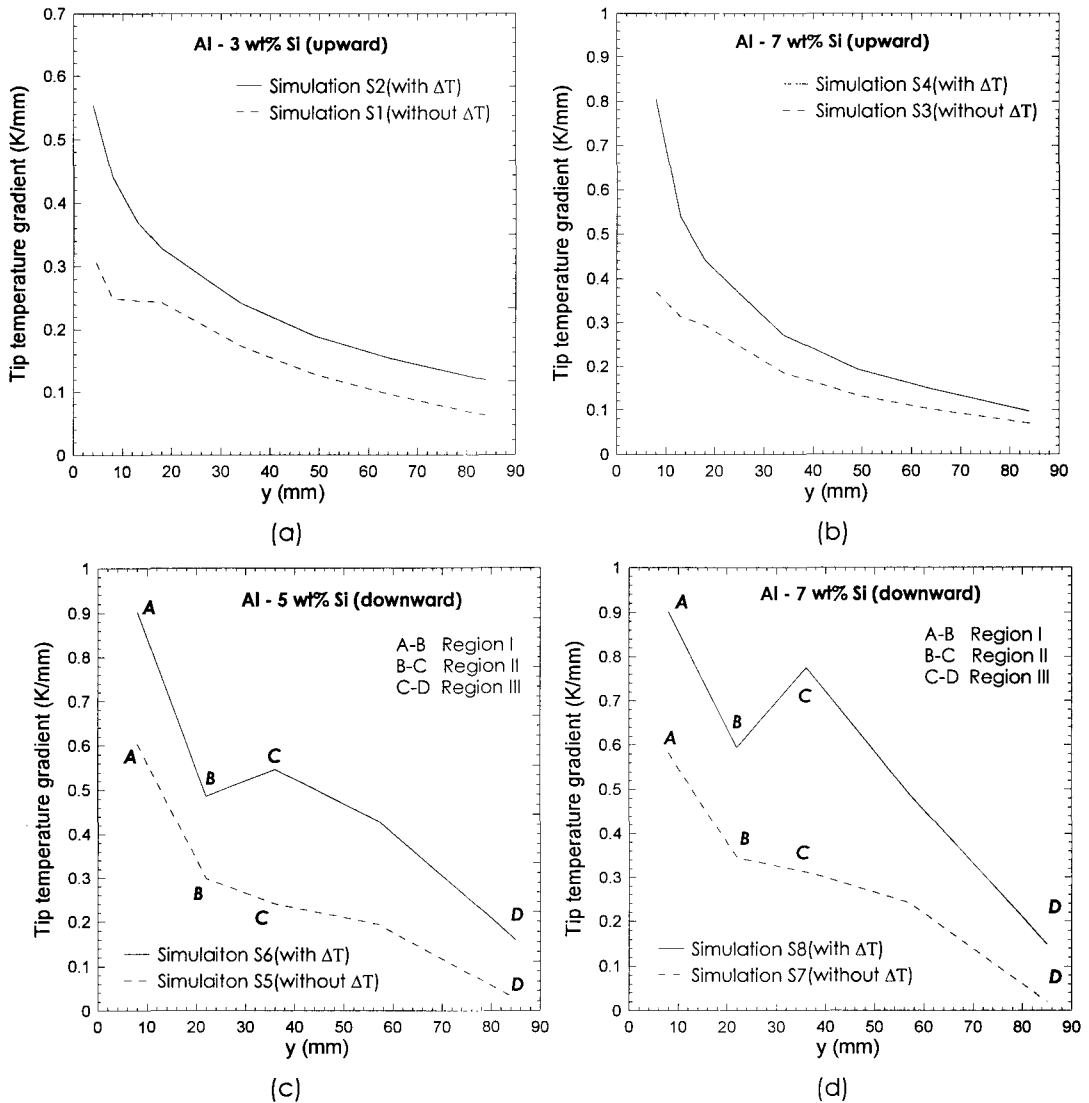 Al - 3 wt% Si (upward)
Simulation S2(with ΔT)
Simulation S1(without ΔT)
Tip temperature gradient (K/mm)
0.7
0.6
0.5
0.4
0.3
0.2
0.1
0
0 10 20 30 40 50 60 70 80 90
y (mm)
(a)
Al - 7 wt% Si (upward)
Simulation S4(with ΔT)
Simulation S3(without ΔT)
Tip temperature gradient (K/mm)
1
0.9
0.8
0.7
0.6
0.5
0.4
0.3
0.2
0.1
0
0 10 20 30 40 50 60 70 80 90
y (mm)
(b)
Al - 5 wt% Si (downward)
A-B Region I
B-C Region II
C-D Region III
A
B
C
D
A
B
C
D
Simulaiton S6(with ΔT)
Simulaiton S5(without ΔT)
Tip temperature gradient (K/mm)
1
0.9
0.8
0.7
0.6
0.5
0.4
0.3
0.2
0.1
0
0 10 20 30 40 50 60 70 80 90
y (mm)
(c)
Al - 7 wt% Si (downward)
A-B Region I
B-C Region II
C-D Region III
A
B
C
D
A
B
C
D
Simulation S8(with ΔT)
Simulation S7(without ΔT)
Tip temperature gradient (K/mm)
1
0.9
0.8
0.7
0.6
0.5
0.4
0.3
0.2
0.1
0
0 10 20 30 40 50 60 70 80 90
y (mm)
(d)